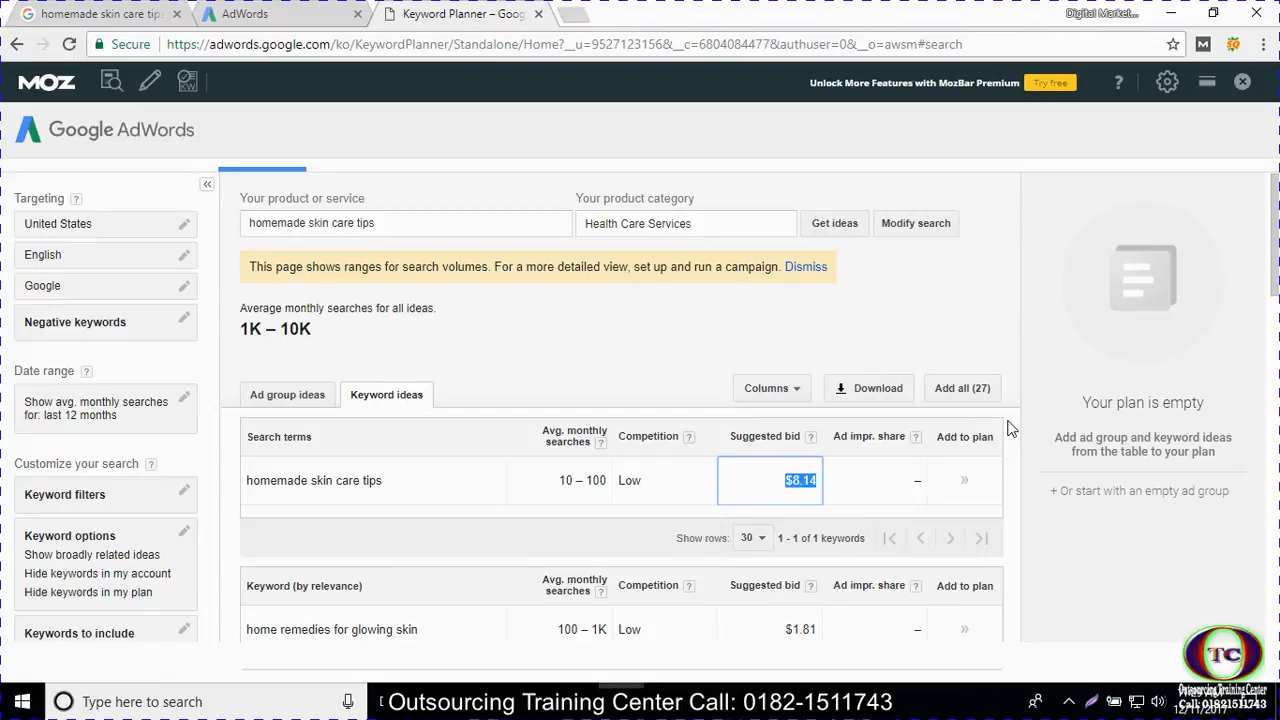 homemade skin care tips
AdWords
Keyword Planner – Goog
Digital Market...
Secure
https://adwords.google.com/ko/KeywordPlanner/Standalone/Home?__u=9527123156&__c=6804084477&authuser=0&__o=awsm#search
M
MOZ
KW
Unlock More Features with MozBar Premium
Try free
?
Google AdWords
Targeting ?
United States
English
Google
Negative keywords
Date range ?
Show avg. monthly searches
for: last 12 months
Customize your search ?
Keyword filters
Keyword options
Show broadly related ideas
Hide keywords in my account
Hide keywords in my plan
Keywords to include
«
Your product or service
homemade skin care tips
Your product category
Health Care Services
Get ideas
Modify search
This page shows ranges for search volumes. For a more detailed view, set up and run a campaign. Dismiss
Average monthly searches for all ideas.
1K – 10K
Ad group ideas
Keyword ideas
Columns
Download
Add all (27)
Search terms
Avg. monthly
searches ?
Competition ?
Suggested bid ?
Ad impr. share ?
Add to plan
homemade skin care tips
10 – 100
Low
$8.14
–
»
Show rows: 30
1 - 1 of 1 keywords
Keyword (by relevance)
Avg. monthly
searches ?
Competition ?
Suggested bid ?
Ad impr. share ?
Add to plan
home remedies for glowing skin
100 – 1K
Low
$1.81
–
»
Your plan is empty
Add ad group and keyword ideas
from the table to your plan
+ Or start with an empty ad group
TC
Outsourcing Training Center
Call: 01821511743
Type here to search
Outsourcing Training Center Call: 0182-1511743